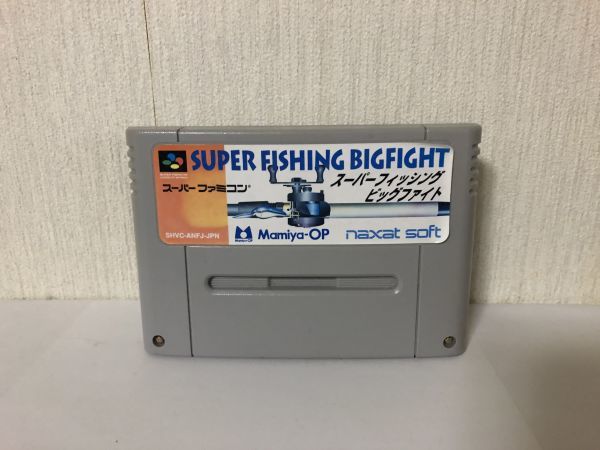 SUPER FISHING BIGFIGHT
スーパーフィッシング
ビッグファイト
スーパーファミコン
SHVC-ANFJ-JPN
Mamiya-OP
naxat soft